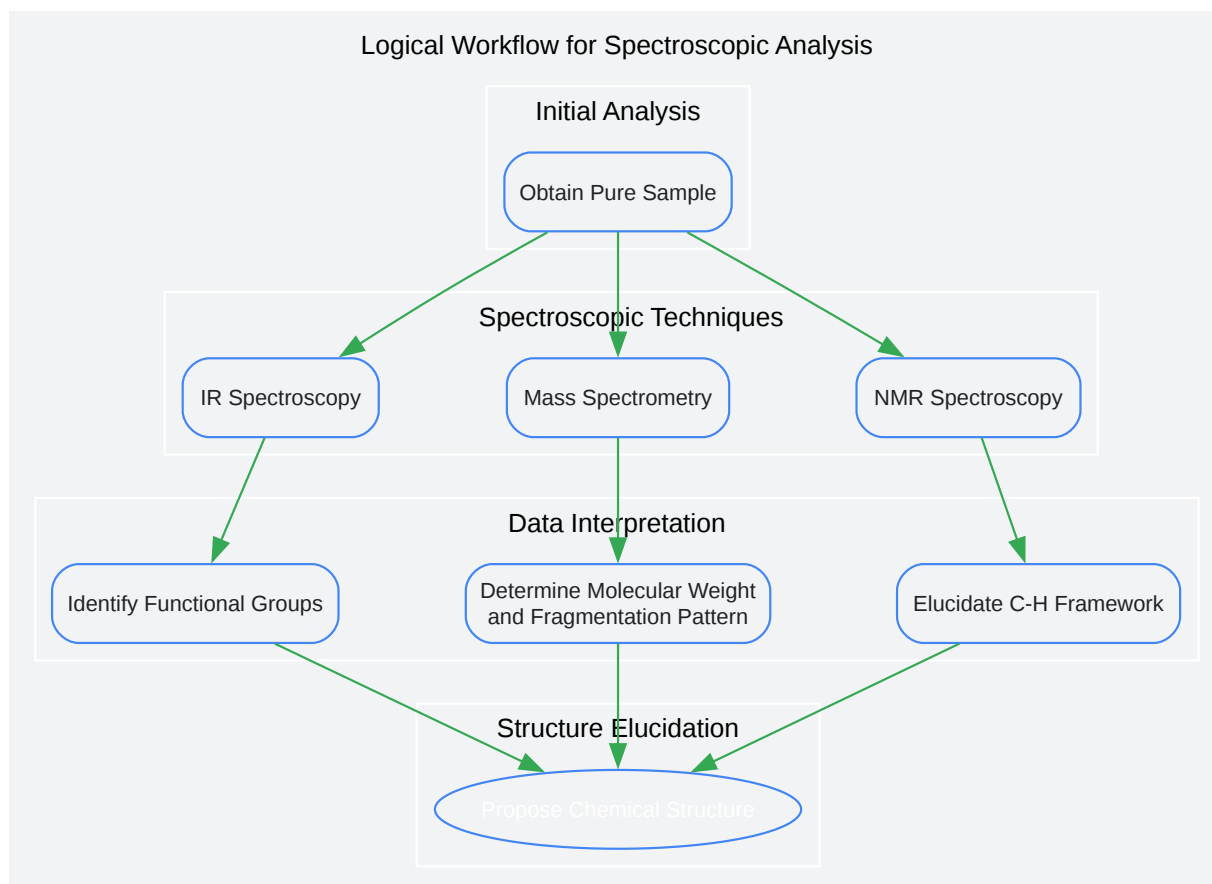 Logical Workflow for Spectroscopic Analysis
Initial Analysis
Obtain Pure Sample
Spectroscopic Techniques
IR Spectroscopy
Mass Spectrometry
NMR Spectroscopy
Data Interpretation
Identify Functional Groups
Determine Molecular Weight
and Fragmentation Pattern
Elucidate C-H Framework
Structure Elucidation
Propose Chemical Structure